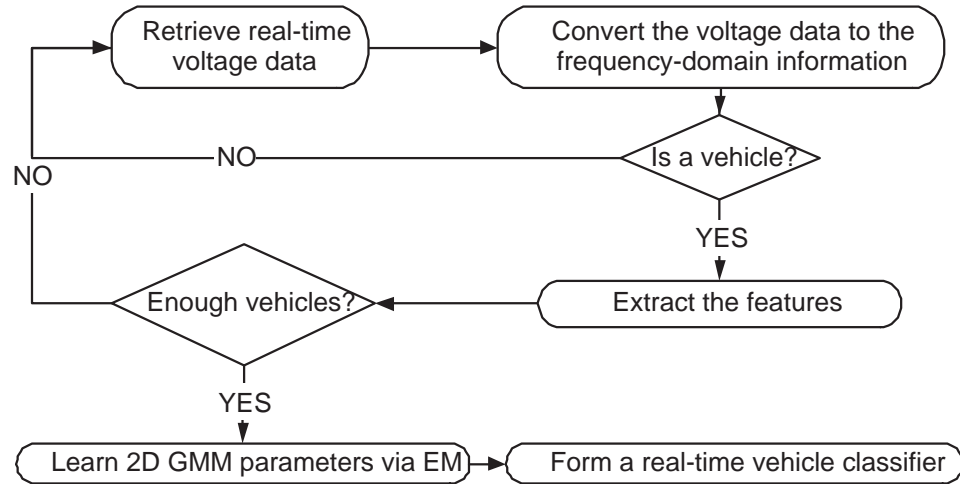 Retrieve real-time
voltage data
Convert the voltage data to the
frequency-domain information
Is a vehicle?
NO
NO
YES
Extract the features
Enough vehicles?
YES
Learn 2D GMM parameters via EM
Form a real-time vehicle classifier